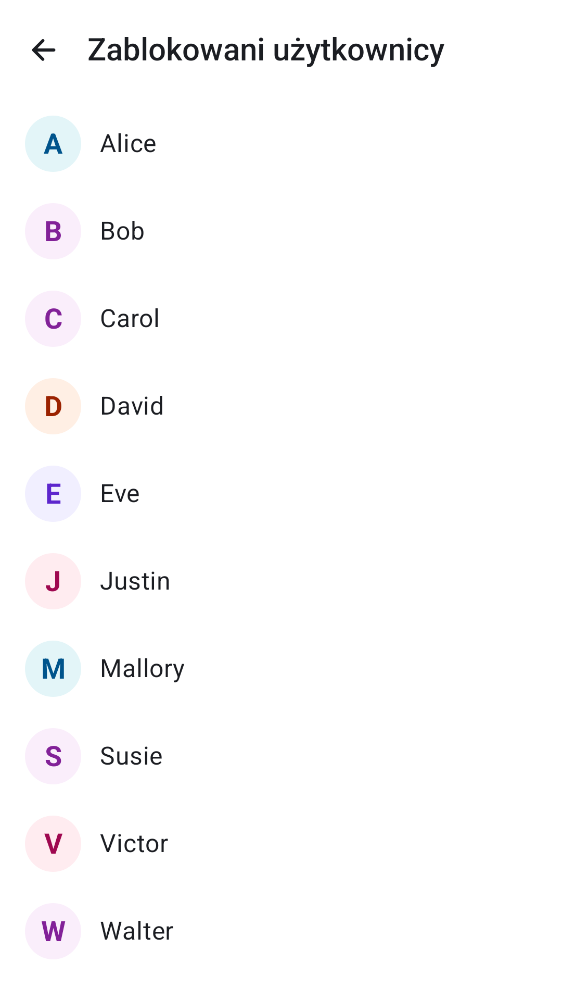 Zablokowani użytkownicy
A Alice
B Bob
C Carol
D David
E Eve
J Justin
M Mallory
S Susie
V Victor
W Walter